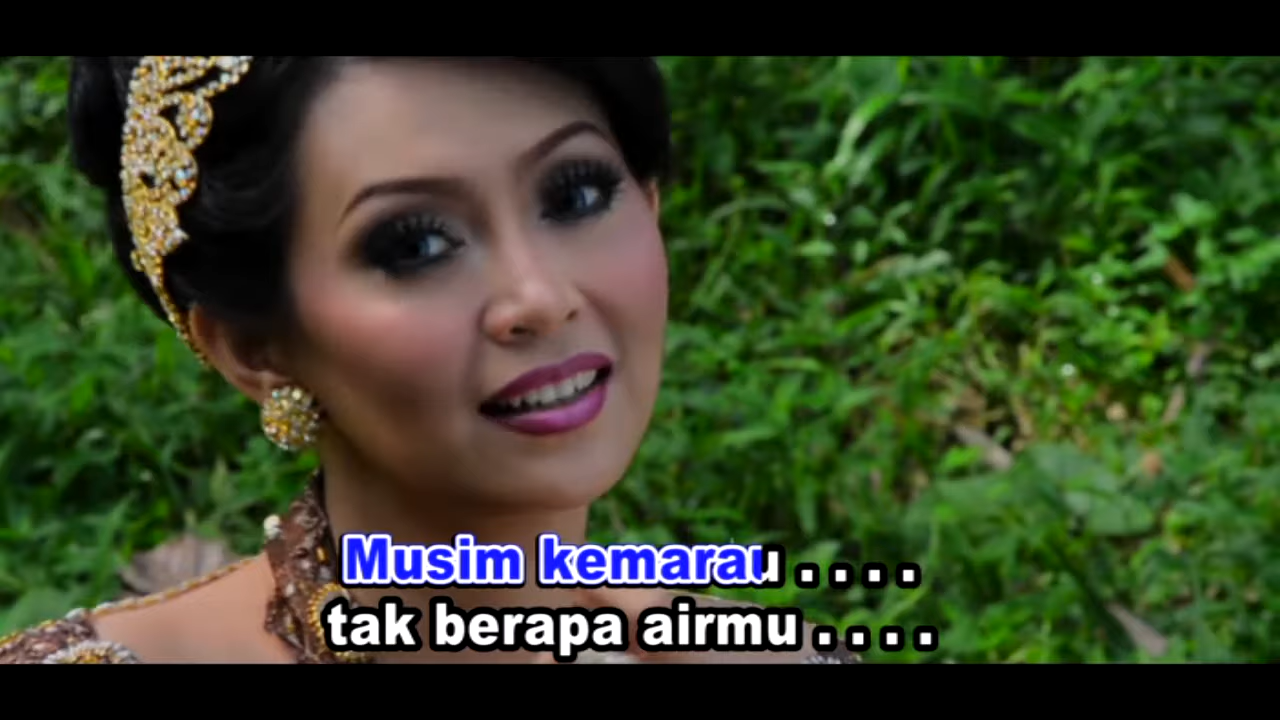 Musim kemarau . . . .
tak berapa airmu . . . .